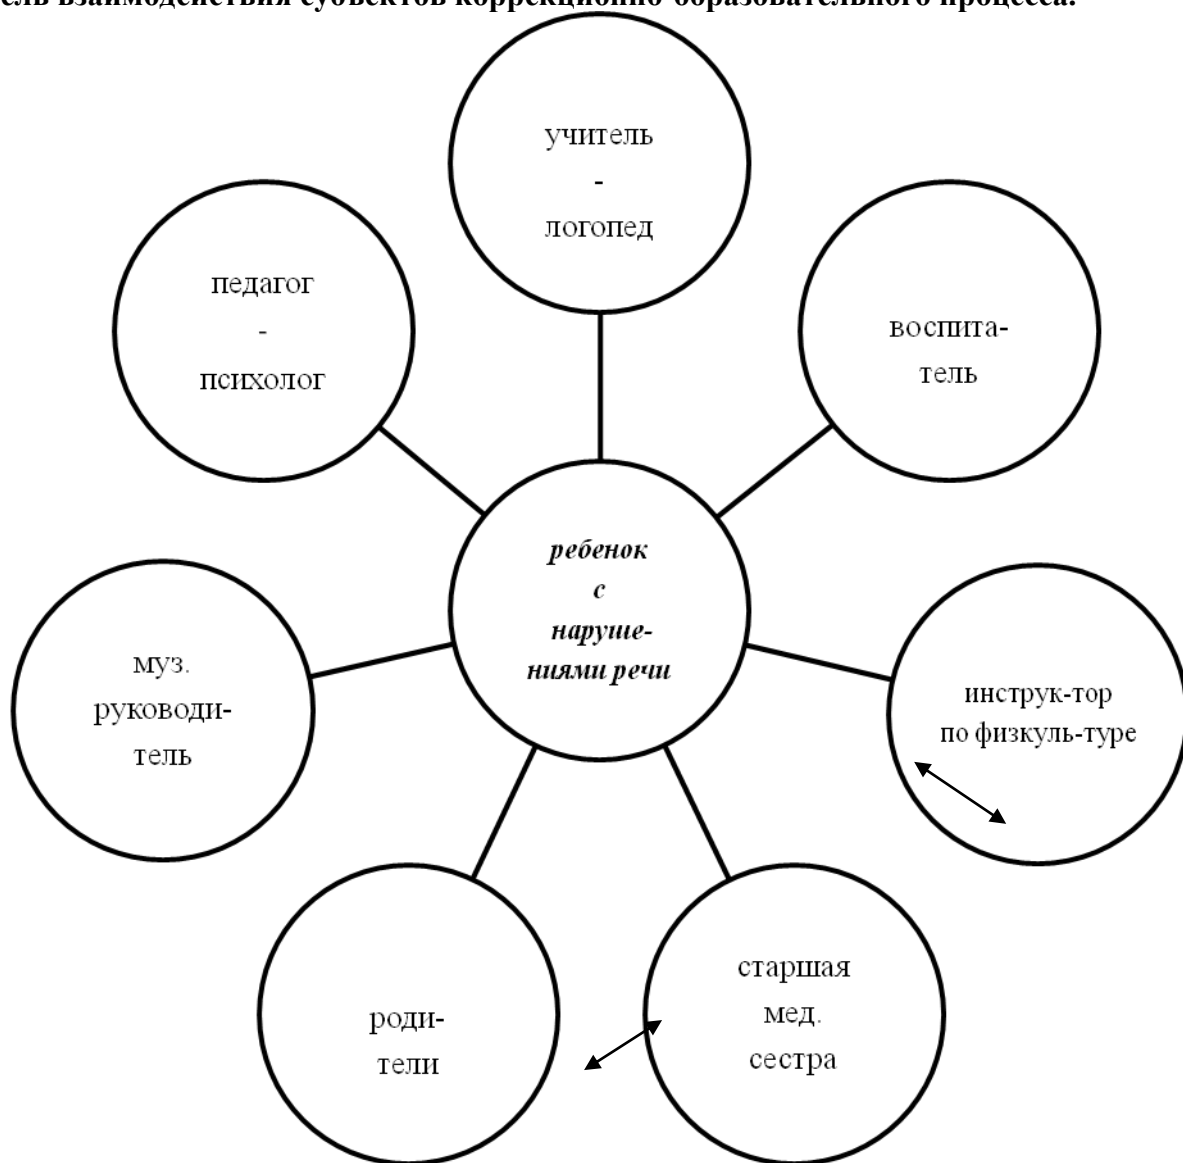 ель взаимодействия субъектов коррекционно-образовательного процесса.
учитель
-
логопед
педагог
-
психолог
воспита-
тель
ребенок
с
наруше-
ниями речи
муз.
руководи-
тель
инструк-тор
по физкуль-туре
роди-
тели
старшая
мед.
сестра